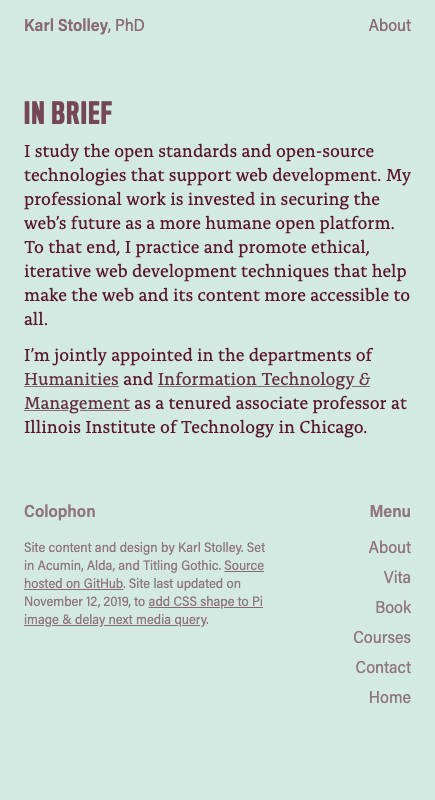 Karl Stolley, PhD
About
IN BRIEF
I study the open standards and open-source
technologies that support web development. My
professional work is invested in securing the
web’s future as a more humane open platform.
To that end, I practice and promote ethical,
iterative web development techniques that help
make the web and its content more accessible to
all.
I’m jointly appointed in the departments of
Humanities and Information Technology &
Management as a tenured associate professor at
Illinois Institute of Technology in Chicago.
Colophon
Site content and design by Karl Stolley. Set
in Acumin, Alda, and Titling Gothic. Source
hosted on GitHub. Site last updated on
November 12, 2019, to add CSS shape to Pi
image & delay next media query.
Menu
About
Vita
Book
Courses
Contact
Home